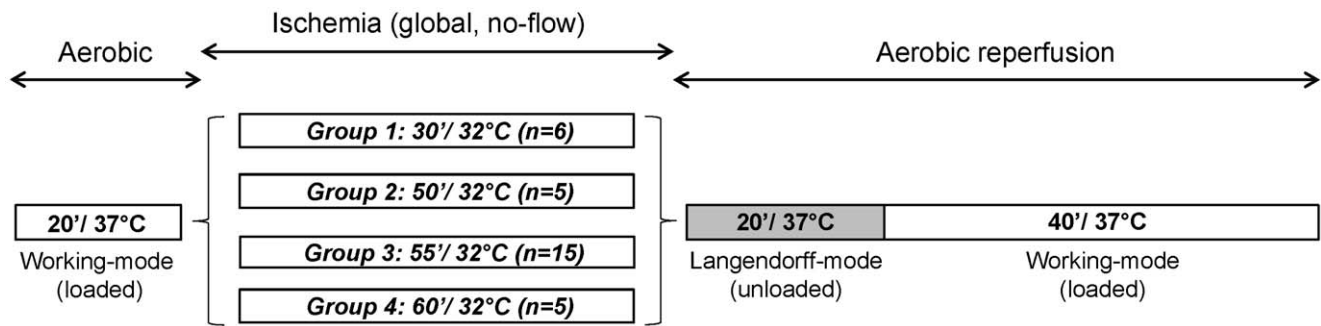 Aerobic
Ischemia (global, no-flow)
Aerobic reperfusion
Group 1: 30’/ 32°C (n=6)
Group 2: 50’/ 32°C (n=5)
Group 3: 55’/ 32°C (n=15)
Group 4: 60’/ 32°C (n=5)
20’/ 37°C
Working-mode
(loaded)
20’/ 37°C
Langendorff-mode
(unloaded)
40’/ 37°C
Working-mode
(loaded)